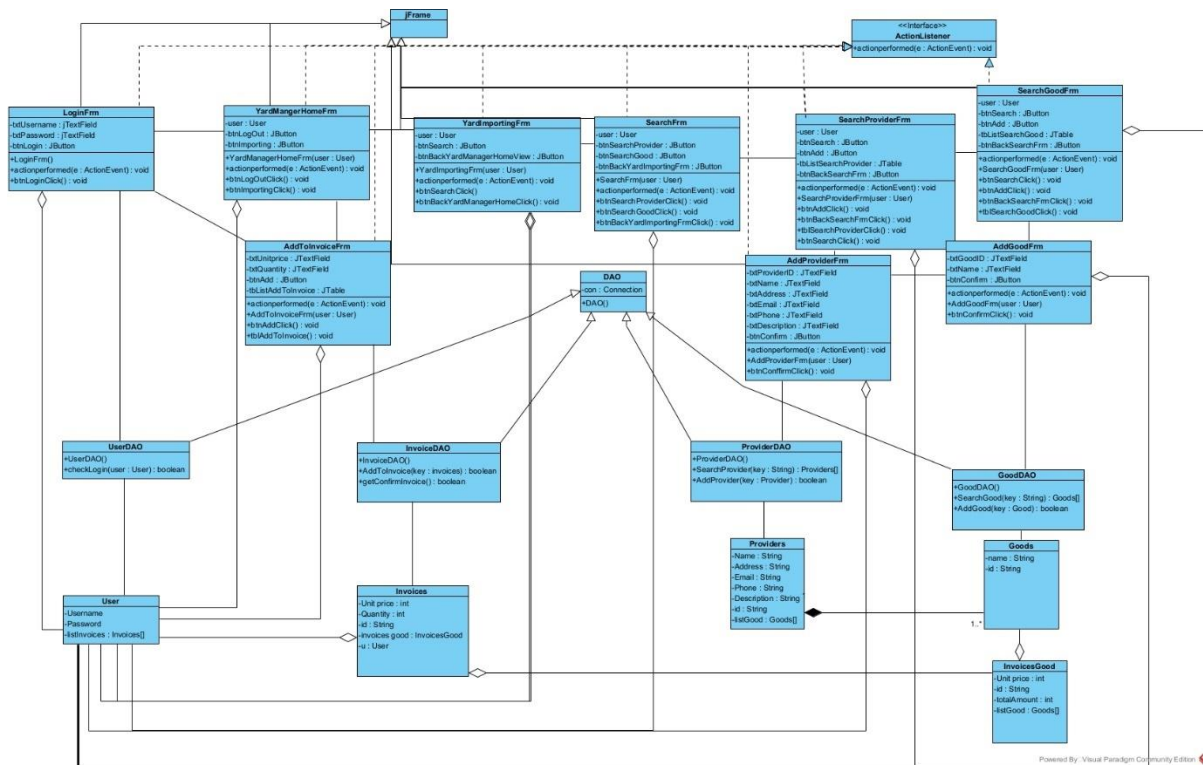 jFrame
<<Interface>>
ActionListener
+actionperformed(e : ActionEvent) : void
LoginFrm
-txtUsername : jTextField
-txtPassword : jTextField
-btnLogin : JButton
+LoginFrm()
+actionperformed(e : ActionEvent) : void
+btnLoginClick() : void
YardMangerHomeFrm
-user : User
-btnLogOut : JButton
-btnImporting : JButton
+YardManagerHomeFrm(user : User)
+actionperformed(e : ActionEvent) : void
+btnLogOutClick() : void
+btnImportingClick() : void
YardImportingFrm
-user : User
-btnSearch : JButton
-btnBackYardManagerHomeView : JButton
+YardImportingFrm(user : User)
+actionperformed(e : ActionEvent) : void
+btnSearchClick()
+btnBackYardManagerHomeClick() : void
SearchFrm
-user : User
-btnSearchProvider : JButton
-btnSearchGood : JButton
-btnBackYardImportingFrm : JButton
+SearchFrm(user : User)
+actionperformed(e : ActionEvent) : void
+btnSearchProviderClick() : void
+btnSearchGoodClick() : void
+btnBackYardImportingFrmClick() : void
SearchProviderFrm
-user : User
-btnSearch : JButton
-btnAdd : JButton
-tbListSearchProvider : JTable
-btnBackSearchFrm : JButton
+actionperformed(e : ActionEvent) : void
+SearchProviderFrm(user : User)
+btnAddClick() : void
+btnBackSearchFrmClick() : void
+tblSearchProviderClick : void
+btnSearchClick() : void
SearchGoodFrm
-user : User
-btnSearch : JButton
-btnAdd : JButton
-tbListSearchGood : JTable
-btnBackSearchFrm : JButton
+actionperformed(e : ActionEvent) : void
+SearchGoodFrm(user : User)
+btnSearchClick : void
+btnAddClick() : void
+btnBackSearchFrmClick() : void
+tblSearchGoodClick : void
AddToInvoiceFrm
-txtUnitprice : JTextField
-txtQuantity : JTextField
-btnAdd : JButton
-tbListAddToInvoice : JTable
+actionperformed(e : ActionEvent) : void
+AddToInvoiceFrm(user : User)
+btnAddClick() : void
+tblAddToInvoice() : void
DAO
-con : Connection
+DAO()
AddProviderFrm
-txtProviderID : JTextField
-txtName : JTextField
-txtAddress : JTextField
-txtEmail : JTextField
-txtPhone : JTextField
-txtDescription : JTextField
-btnConfirm : JButton
+actionperformed(e : ActionEvent) : void
+AddProviderFrm(user : User)
+btnConffirmClick() : void
AddGoodFrm
-txtGoodID : JTextField
-txtName : JTextField
-btnConfirm : JButton
+actionperformed(e : ActionEvent) : void
+AddGoodFrm(user : User)
+btnConfirmClick() : void
UserDAO
+UserDAO()
+checkLogin(user : User) : boolean
InvoiceDAO
+InvoiceDAO()
+AddToInvoice(key : invoices) : boolean
+getConfirmInvoice() : boolean
ProviderDAO
+ProviderDAO()
+SearchProvider(key : String) : Providers[]
+AddProvider(key : Provider) : boolean
GoodDAO
+GoodDAO()
+SearchGood(key : String) : Goods[]
+AddGood(key : Good) : boolean
User
-Username
-Password
-listInvoices : Invoices[]
Invoices
-Unit price : int
-Quantity : int
-id : String
-invoices good : InvoicesGood
-u : User
Providers
-Name : String
-Address : String
-Email : String
-Phone : String
-Description : String
-id : String
-listGood : Goods[]
1..*
Goods
-name : String
-id : String
InvoicesGood
-Unit price : int
-id : String
-totalAmount : int
-listGood : Goods[]
Powered By : Visual Paradigm Community Edition